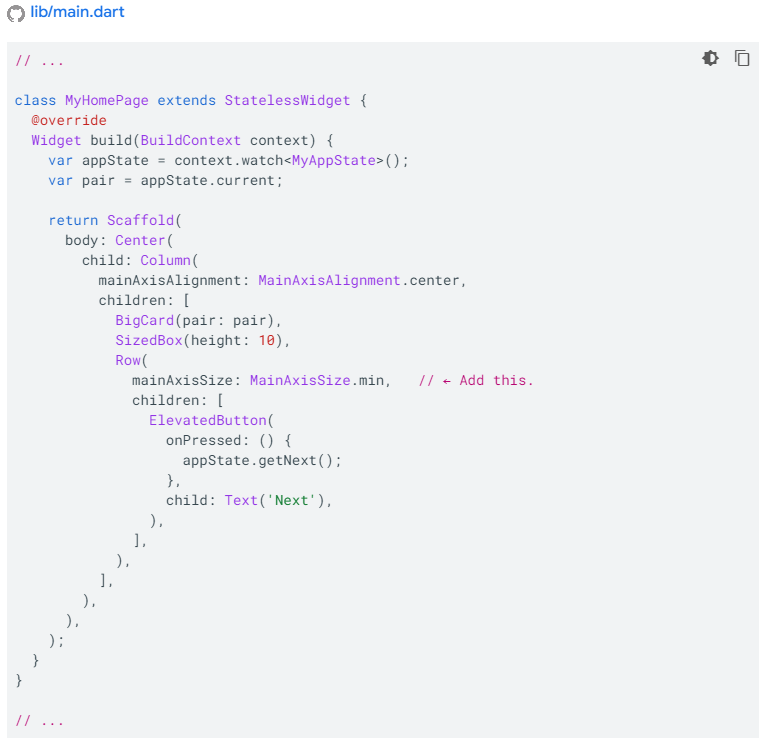 lib/main.dart
// ...
class MyHomePage extends StatelessWidget {
  @override
  Widget build(BuildContext context) {
    var appState = context.watch<MyAppState>();
    var pair = appState.current;
    return Scaffold(
      body: Center(
        child: Column(
          mainAxisAlignment: MainAxisAlignment.center,
          children: [
            BigCard(pair: pair),
            SizedBox(height: 10),
            Row(
              mainAxisSize: MainAxisSize.min,   // ← Add this.
              children: [
                ElevatedButton(
                  onPressed: () {
                    appState.getNext();
                  },
                  child: Text('Next'),
                ),
              ],
            ),
          ],
        ),
      ),
    );
  }
}
// ...